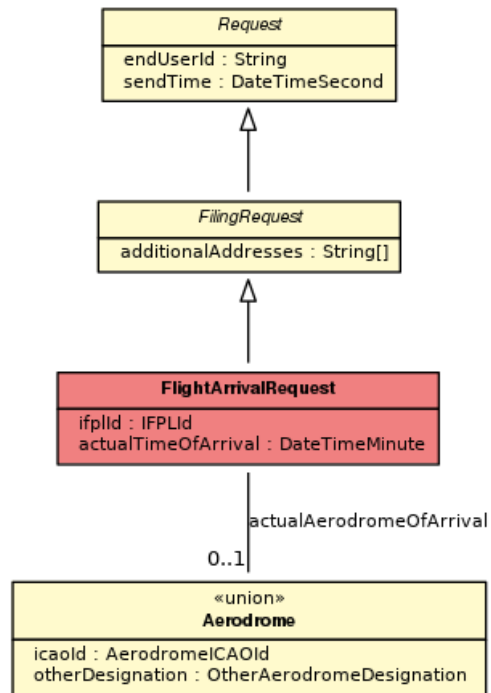 Request
endUserId : String
sendTime : DateTimeSecond
FilingRequest
additionalAddresses : String[]
FlightArrivalRequest
ifplId : IFPLId
actualTimeOfArrival : DateTimeMinute
actualAerodromeOfArrival
0..1
«union»
Aerodrome
icaoId : AerodromeICAOId
otherDesignation : OtherAerodromeDesignation